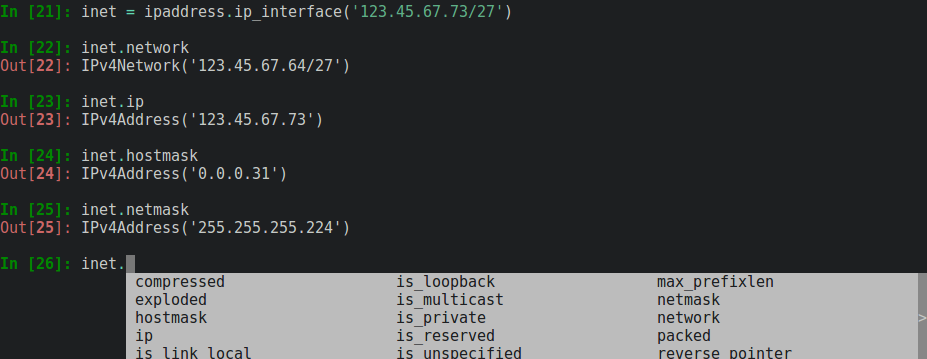 In [21]: inet = ipaddress.ip_interface('123.45.67.73/27')
In [22]: inet.network
Out[22]: IPv4Network('123.45.67.64/27')
In [23]: inet.ip
Out[23]: IPv4Address('123.45.67.73')
In [24]: inet.hostmask
Out[24]: IPv4Address('0.0.0.31')
In [25]: inet.netmask
Out[25]: IPv4Address('255.255.255.224')
In [26]: inet.
compressed is_loopback max_prefixlen
exploded is_multicast netmask
hostmask is_private network >
ip is_reserved packed
is_link_local is_unspecified reverse_pointer